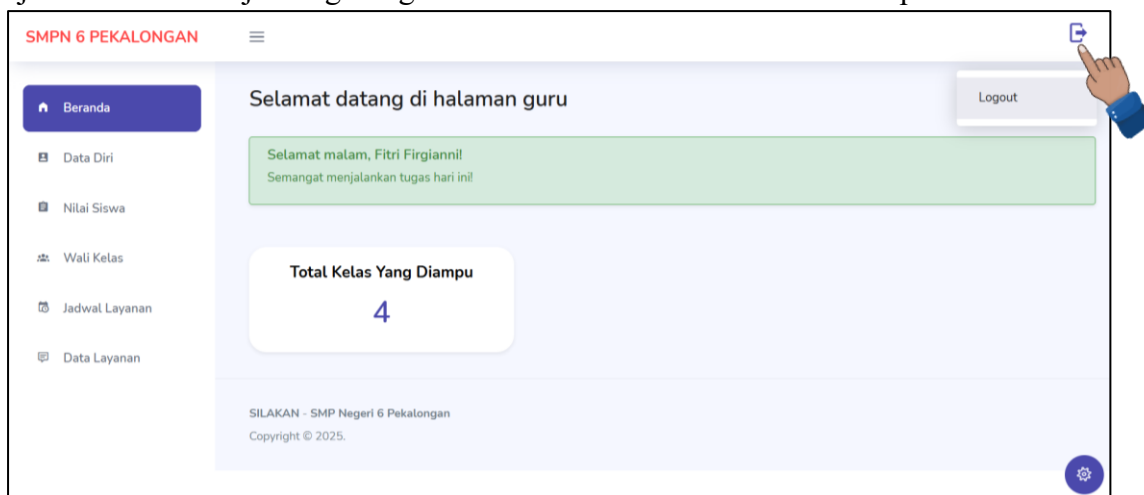 SMPN 6 PEKALONGAN
Logout
Beranda
Data Diri
Nilai Siswa
Wali Kelas
Jadwal Layanan
Data Layanan
Selamat datang di halaman guru
Selamat malam, Fitri Firgianni!
Semangat menjalankan tugas hari ini!
Total Kelas Yang Diampu
4
SILAKAN - SMP Negeri 6 Pekalongan
Copyright © 2025.